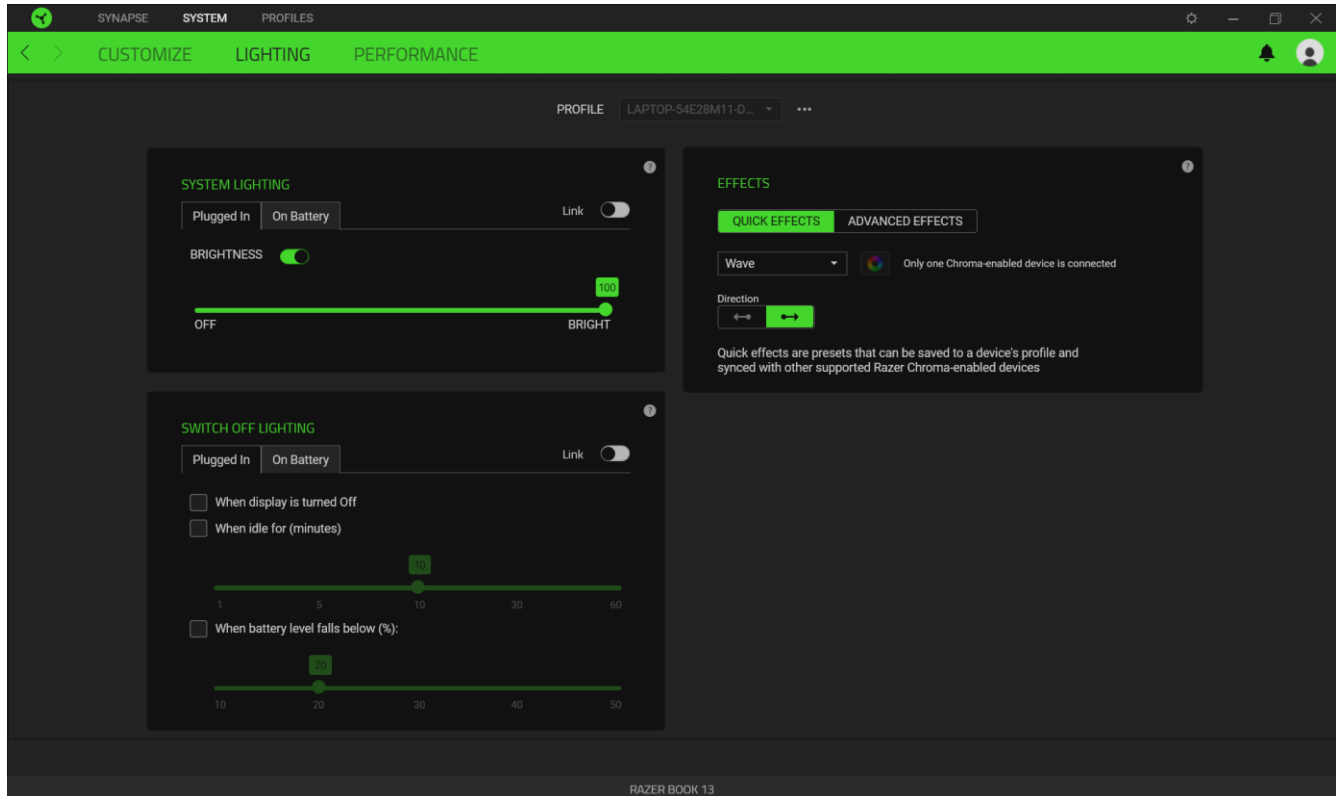 SYNAPSE SYSTEM PROFILES
CUSTOMIZE LIGHTING PERFORMANCE
PROFILE LAPTOP-54E28M11-D...
SYSTEM LIGHTING
Plugged In On Battery Link
BRIGHTNESS
100
OFF BRIGHT
EFFECTS
QUICK EFFECTS ADVANCED EFFECTS
Wave Only one Chroma-enabled device is connected
Direction
Quick effects are presets that can be saved to a device's profile and
synced with other supported Razer Chroma-enabled devices
SWITCH OFF LIGHTING
Plugged In On Battery Link
When display is turned Off
When idle for (minutes)
10
1 5 10 30 60
When battery level falls below (%):
20
10 20 30 40 50
RAZER BOOK 13